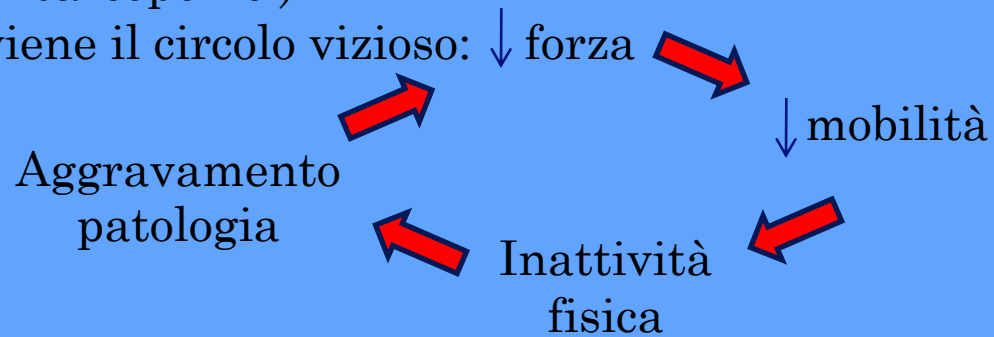 viene il circolo vizioso: ↓ forza
↓ mobilità
Aggravamento
patologia
Inattività
fisica